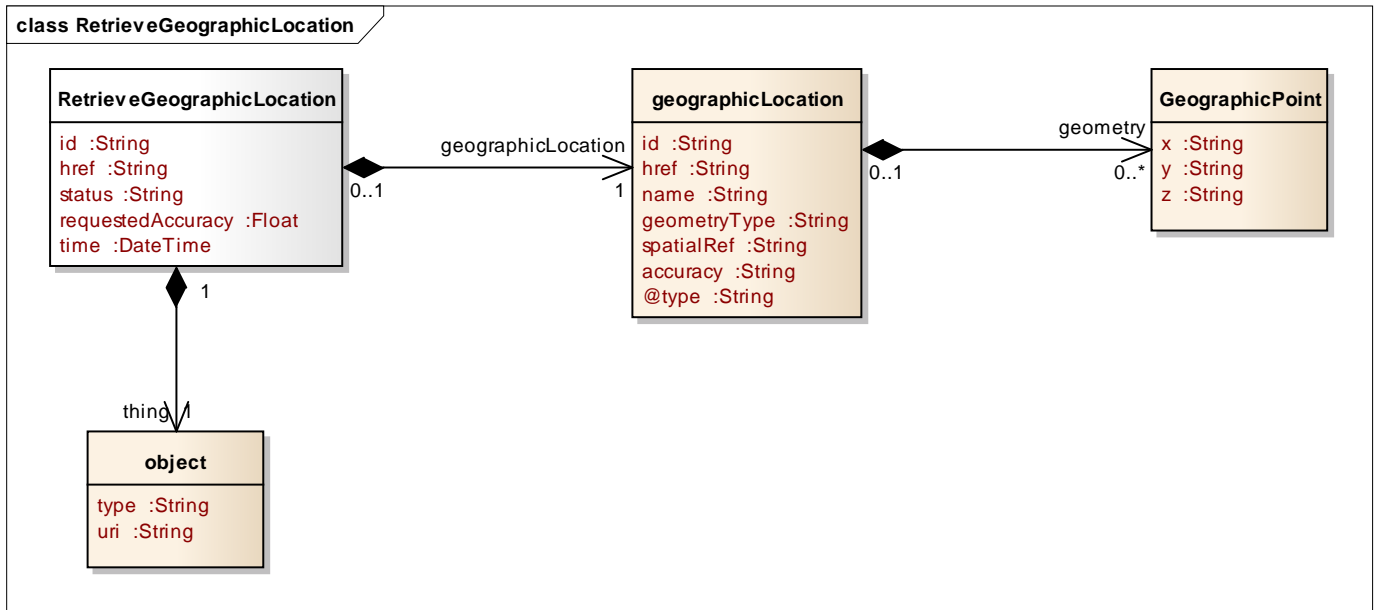 class RetrieveGeographicLocation
RetrieveGeographicLocation
id :String
href :String
status :String
requestedAccuracy :Float
time :DateTime
geographicLocation
0..1
1
geographicLocation
id :String
href :String
name :String
geometryType :String
spatialRef :String
accuracy :String
@type :String
geometry
0..1
0..*
GeographicPoint
x :String
y :String
z :String
1
thing 1
object
type :String
uri :String